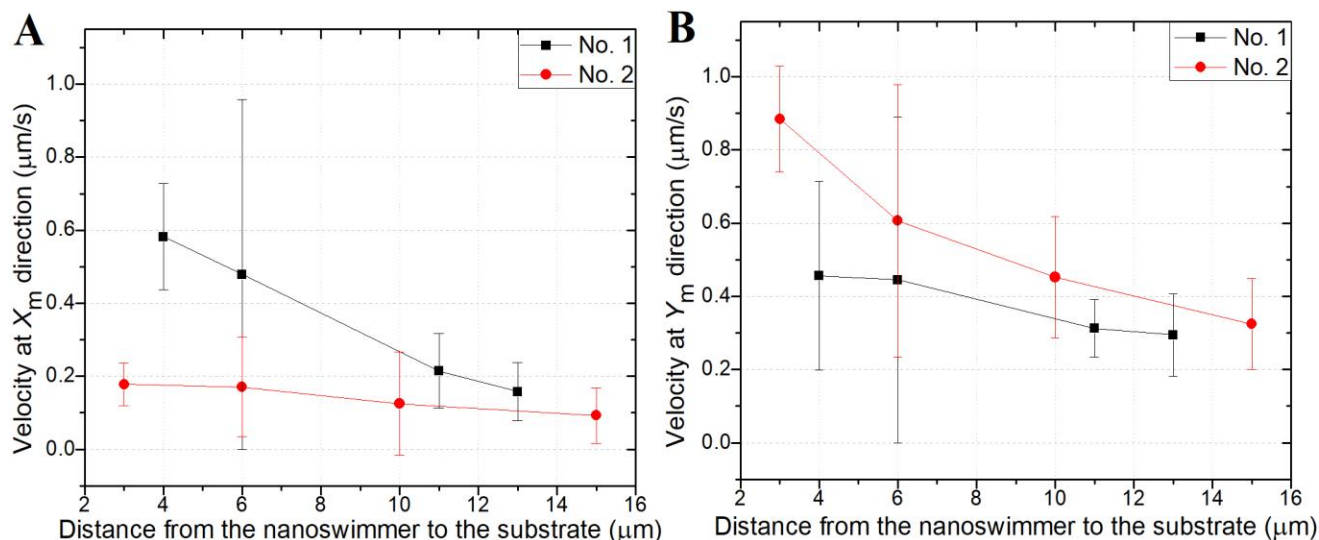 A
No. 1
No. 2
Velocity at Xm direction (μm/s)
1.0
0.8
0.6
0.4
0.2
0.0
2 4 6 8 10 12 14 16
Distance from the nanoswimmer to the substrate (μm)
B
No. 1
No. 2
Velocity at Ym direction (μm/s)
1.0
0.8
0.6
0.4
0.2
0.0
2 4 6 8 10 12 14 16
Distance from the nanoswimmer to the substrate (μm)